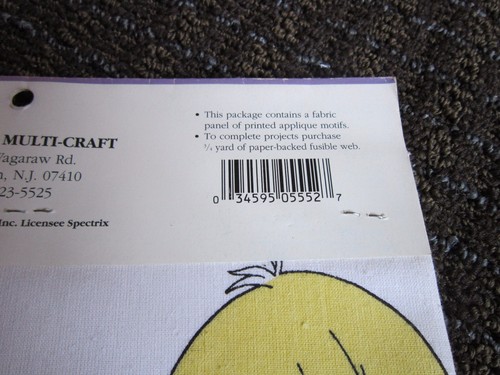 • This package contains a fabric
panel of printed applique motifs.
• To complete projects purchase
¼ yard of paper-backed fusible web.
MULTI-CRAFT
Vagaraw Rd.
n, N.J. 07410
23-5525
Inc. Licensee Spectrix
0 34595 05552 7